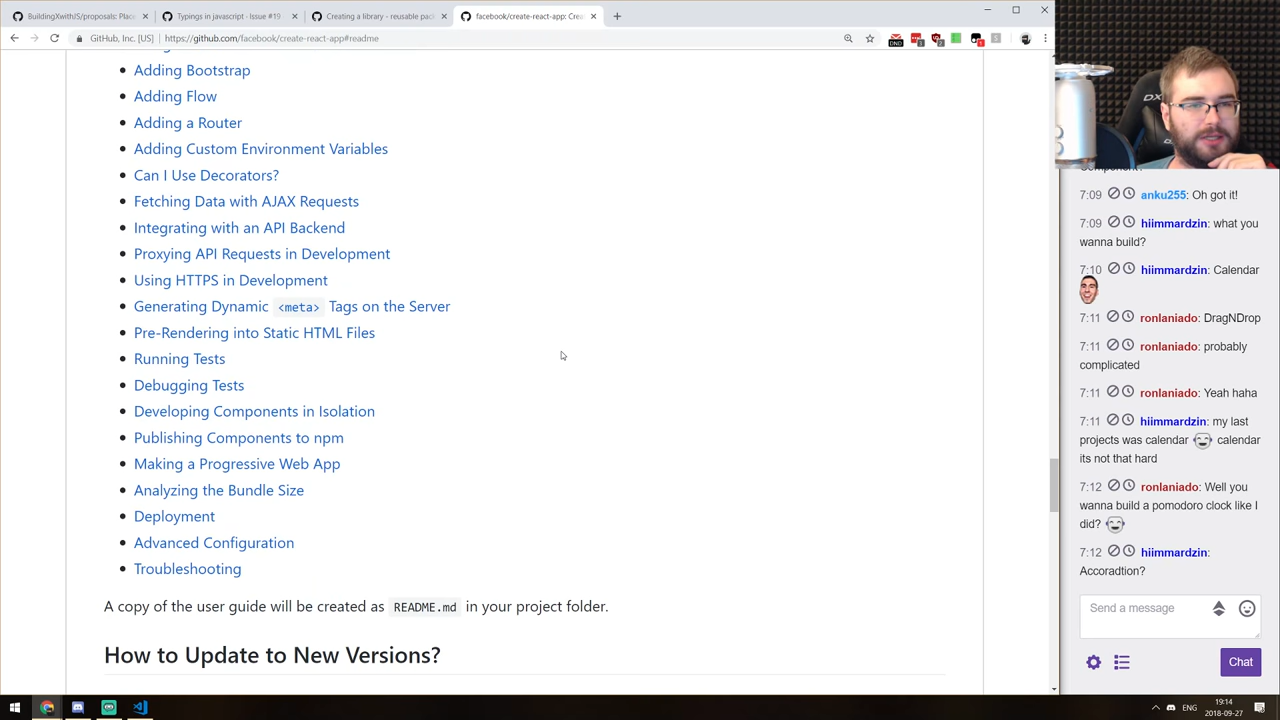 BuildingXwithJS/proposals: Plac
Typings in javascript · Issue #19
Creating a library - reusable pac
facebook/create-react-app: Crea
GitHub, Inc. [US]
https://github.com/facebook/create-react-app#readme
Adding Bootstrap
Adding Flow
Adding a Router
Adding Custom Environment Variables
Can I Use Decorators?
Fetching Data with AJAX Requests
Integrating with an API Backend
Proxying API Requests in Development
Using HTTPS in Development
Generating Dynamic <meta> Tags on the Server
Pre-Rendering into Static HTML Files
Running Tests
Debugging Tests
Developing Components in Isolation
Publishing Components to npm
Making a Progressive Web App
Analyzing the Bundle Size
Deployment
Advanced Configuration
Troubleshooting
A copy of the user guide will be created as README.md in your project folder.
How to Update to New Versions?
7:09 anku255: Oh got it!
7:09 hiimmardzin: what you
wanna build?
7:10 hiimmardzin: Calendar
7:11 ronlaniado: DragNDrop
7:11 ronlaniado: probably
complicated
7:11 ronlaniado: Yeah haha
7:11 hiimmardzin: my last
projects was calendar calendar
its not that hard
7:12 ronlaniado: Well you
wanna build a pomodoro clock like I
did?
7:12 hiimmardzin:
Accoradtion?
Send a message
Chat
ENG
19:14
2018-09-27